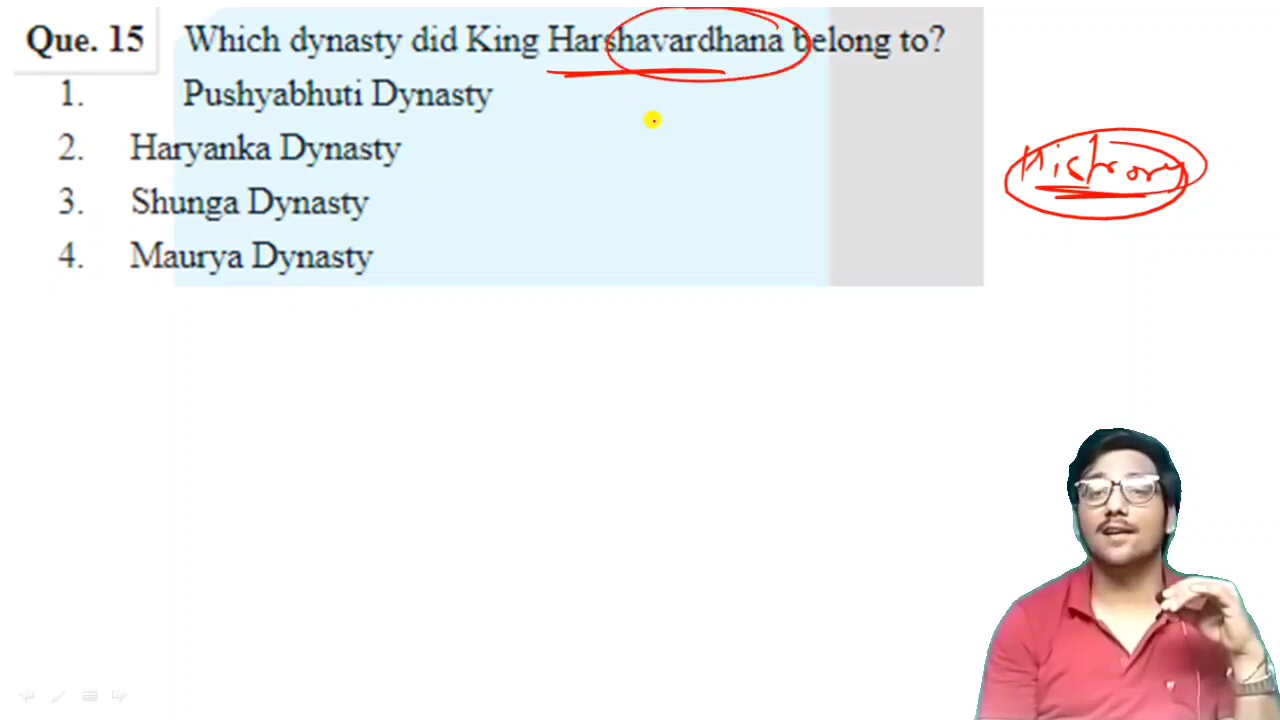 Que. 15 Which dynasty did King Harshavardhana belong to?
1. Pushyabhuti Dynasty
2. Haryanka Dynasty
3. Shunga Dynasty
4. Maurya Dynasty
Histrory